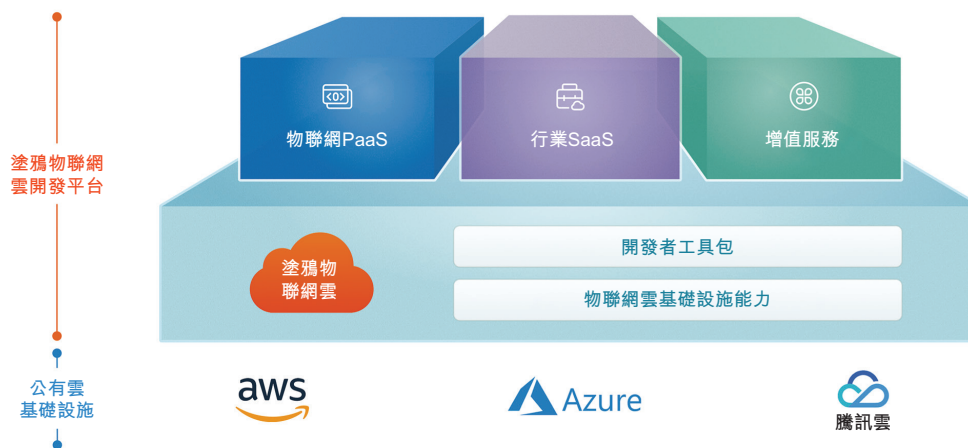 物聯網PaaS
行業SaaS
增值服務
塗鴉物聯網
雲開發平台
塗鴉物
聯網雲
開發者工具包
物聯網雲基礎設施能力
公有雲
基礎設施
aws
Azure
騰訊雲